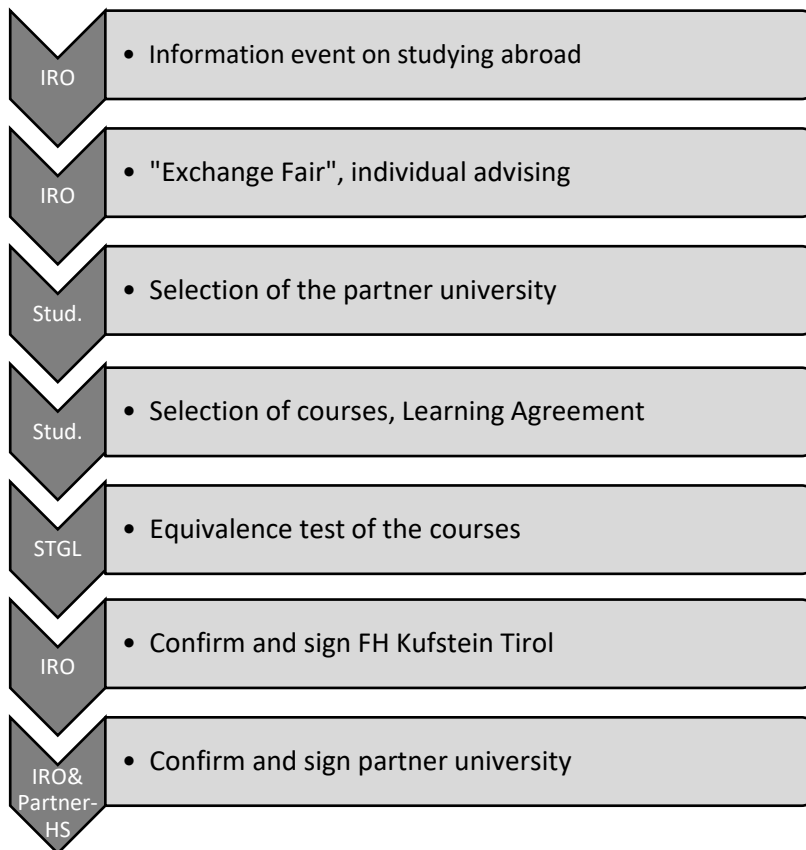 IRO
• Information event on studying abroad
IRO
• "Exchange Fair", individual advising
Stud.
• Selection of the partner university
Stud.
• Selection of courses, Learning Agreement
STGL
• Equivalence test of the courses
IRO
• Confirm and sign FH Kufstein Tirol
IRO&
Partner-
HS
• Confirm and sign partner university